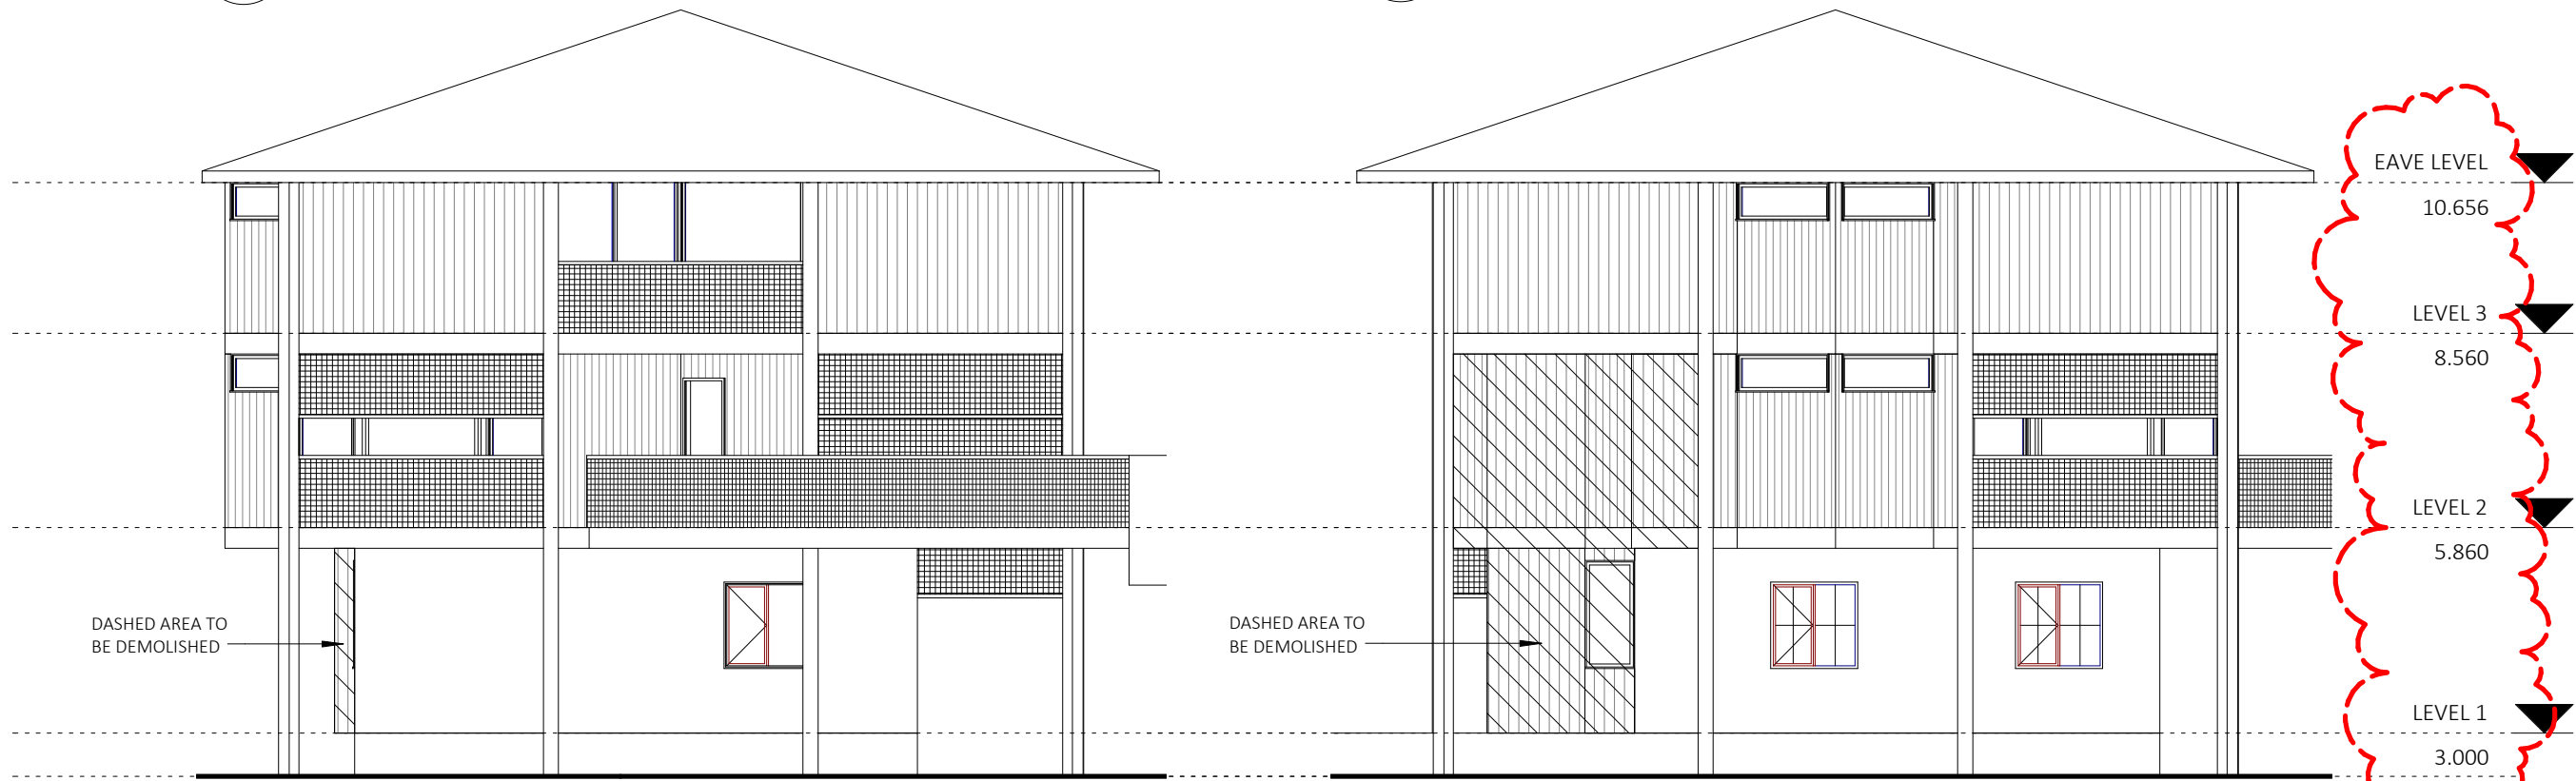 EAVE LEVEL
10.656
LEVEL 3
8.560
LEVEL 2
5.860
DASHED AREA TO
BE DEMOLISHED
DASHED AREA TO
BE DEMOLISHED
LEVEL 1
3.000